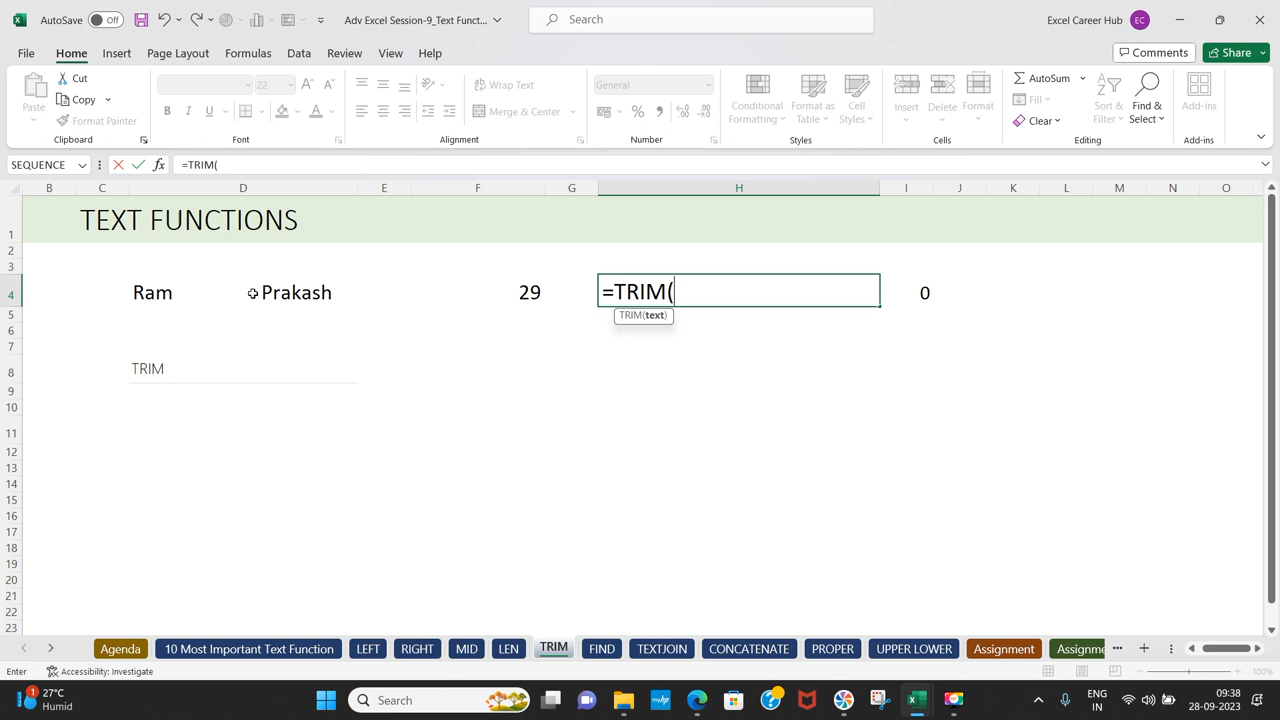 AutoSave Off Adv Excel Session-9_Text Funct... Search Excel Career Hub EC
File Home Insert Page Layout Formulas Data Review View Help Comments Share
Paste Cut Copy Format Painter
22 B I U A
Wrap Text Merge & Center
General
Conditional Formatting Format as Table Cell Styles
Insert Delete Format
AutoSum Fill Clear Sort & Filter Find & Select
Add-ins
Clipboard Font Alignment Number Styles Cells Editing Add-ins
SEQUENCE fx =TRIM(
B C D E F G H I J K L M N O
1 TEXT FUNCTIONS
2
3
4 Ram Prakash 29 =TRIM( 0
TRIM(text)
5
6
7
8 TRIM
9
10
11
12
13
14
15
16
17
18
19
20
21
22
23
Agenda 10 Most Important Text Function LEFT RIGHT MID LEN TRIM FIND TEXTJOIN CONCATENATE PROPER UPPER LOWER Assignment Assignme
Enter Accessibility: Investigate 100%
1 27°C Humid Search ENG IN 09:38 28-09-2023